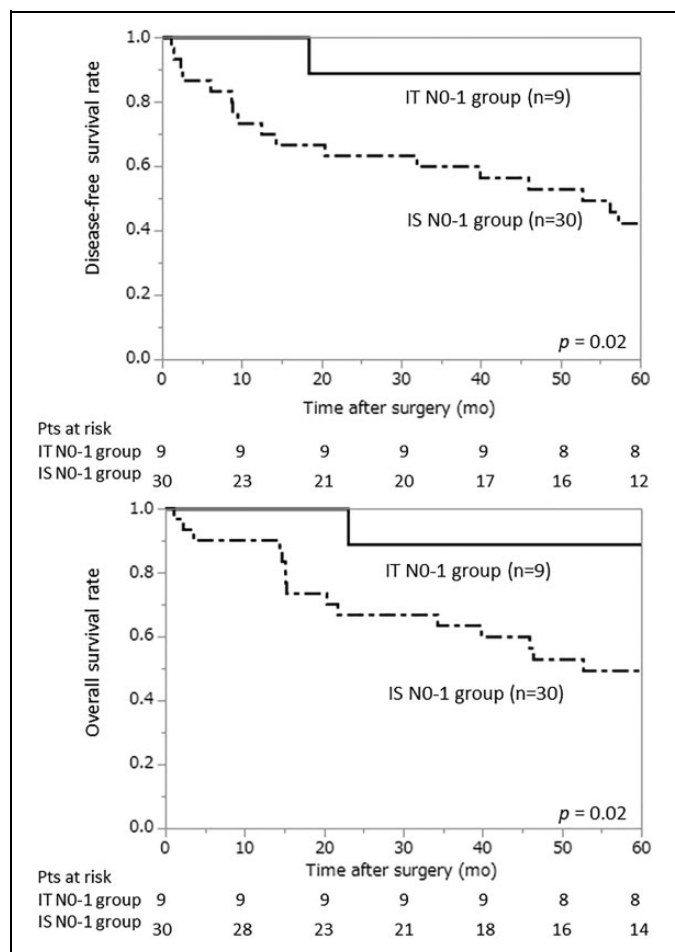 1.0
0.8
0.6
0.4
0.2
0.0
Disease-free survival rate
IT N0-1 group (n=9)
IS N0-1 group (n=30)
p = 0.02
0 10 20 30 40 50 60
Time after surgery (mo)
Pts at risk
IT N0-1 group 9 9 9 9 9 8 8
IS N0-1 group 30 23 21 20 17 16 12
1.0
0.8
0.6
0.4
0.2
0.0
Overall survival rate
IT N0-1 group (n=9)
IS N0-1 group (n=30)
p = 0.02
0 10 20 30 40 50 60
Time after surgery (mo)
Pts at risk
IT N0-1 group 9 9 9 9 9 8 8
IS N0-1 group 30 28 23 21 18 16 14